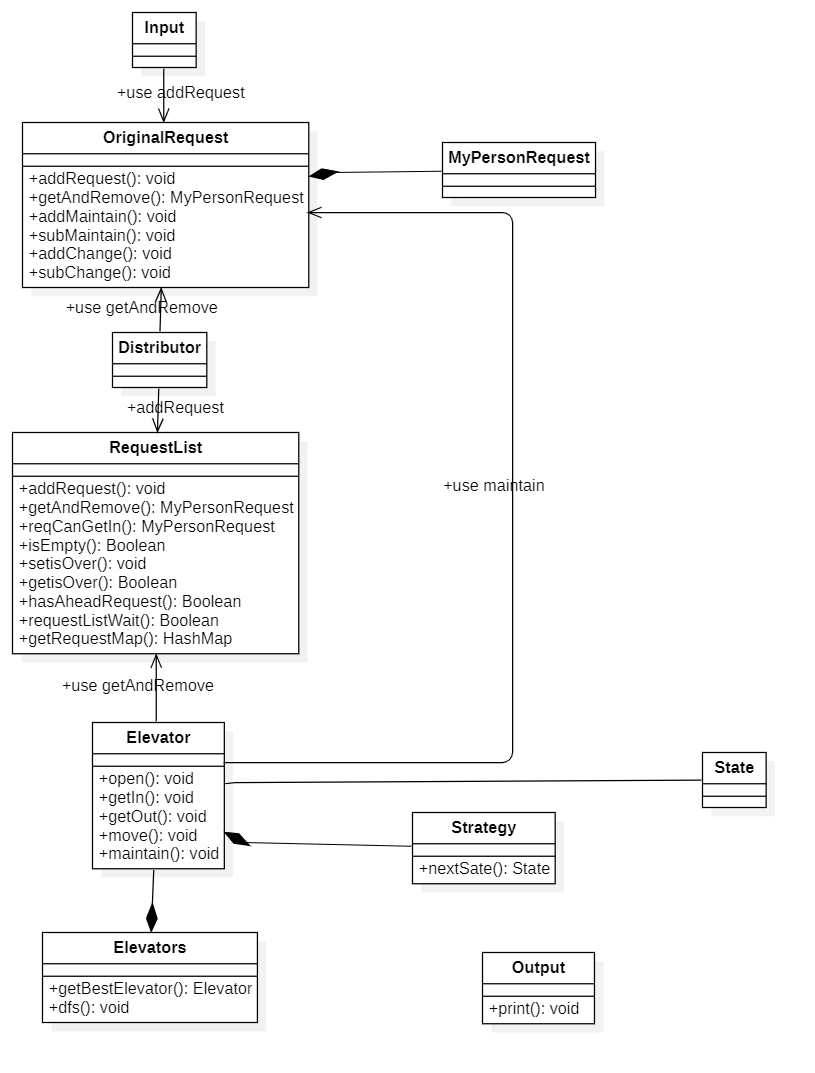 Input
+use addRequest
OriginalRequest
+addRequest(): void
+getAndRemove(): MyPersonRequest
+addMaintain(): void
+subMaintain(): void
+addChange(): void
+subChange(): void
MyPersonRequest
+use getAndRemove
Distributor
+addRequest
RequestList
+addRequest(): void
+getAndRemove(): MyPersonRequest
+reqCanGetIn(): MyPersonRequest
+isEmpty(): Boolean
+setisOver(): void
+getisOver(): Boolean
+hasAheadRequest(): Boolean
+requestListWait(): Boolean
+getRequestMap(): HashMap
+use maintain
+use getAndRemove
Elevator
+open(): void
+getIn(): void
+getOut(): void
+move(): void
+maintain(): void
State
Strategy
+nextSate(): State
Elevators
+getBestElevator(): Elevator
+dfs(): void
Output
+print(): void